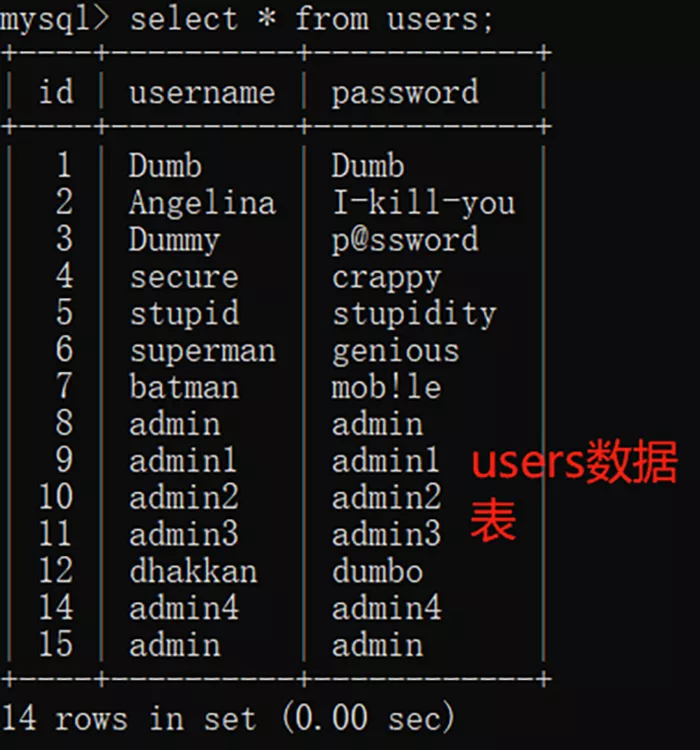 mysql> select * from users;
+----+----------+------------+
| id | username | password   |
+----+----------+------------+
|  1 | Dumb     | Dumb       |
|  2 | Angelina | I-kill-you |
|  3 | Dummy    | p@ssword   |
|  4 | secure   | crappy     |
|  5 | stupid   | stupidity  |
|  6 | superman | genious    |
|  7 | batman   | mob!le     |
|  8 | admin    | admin      |
|  9 | admin1   | admin1     |
| 10 | admin2   | admin2     |
| 11 | admin3   | admin3     |
| 12 | dhakkan  | dumbo      |
| 14 | admin4   | admin4     |
| 15 | admin    | admin      |
+----+----------+------------+
14 rows in set (0.00 sec)
users数据
表